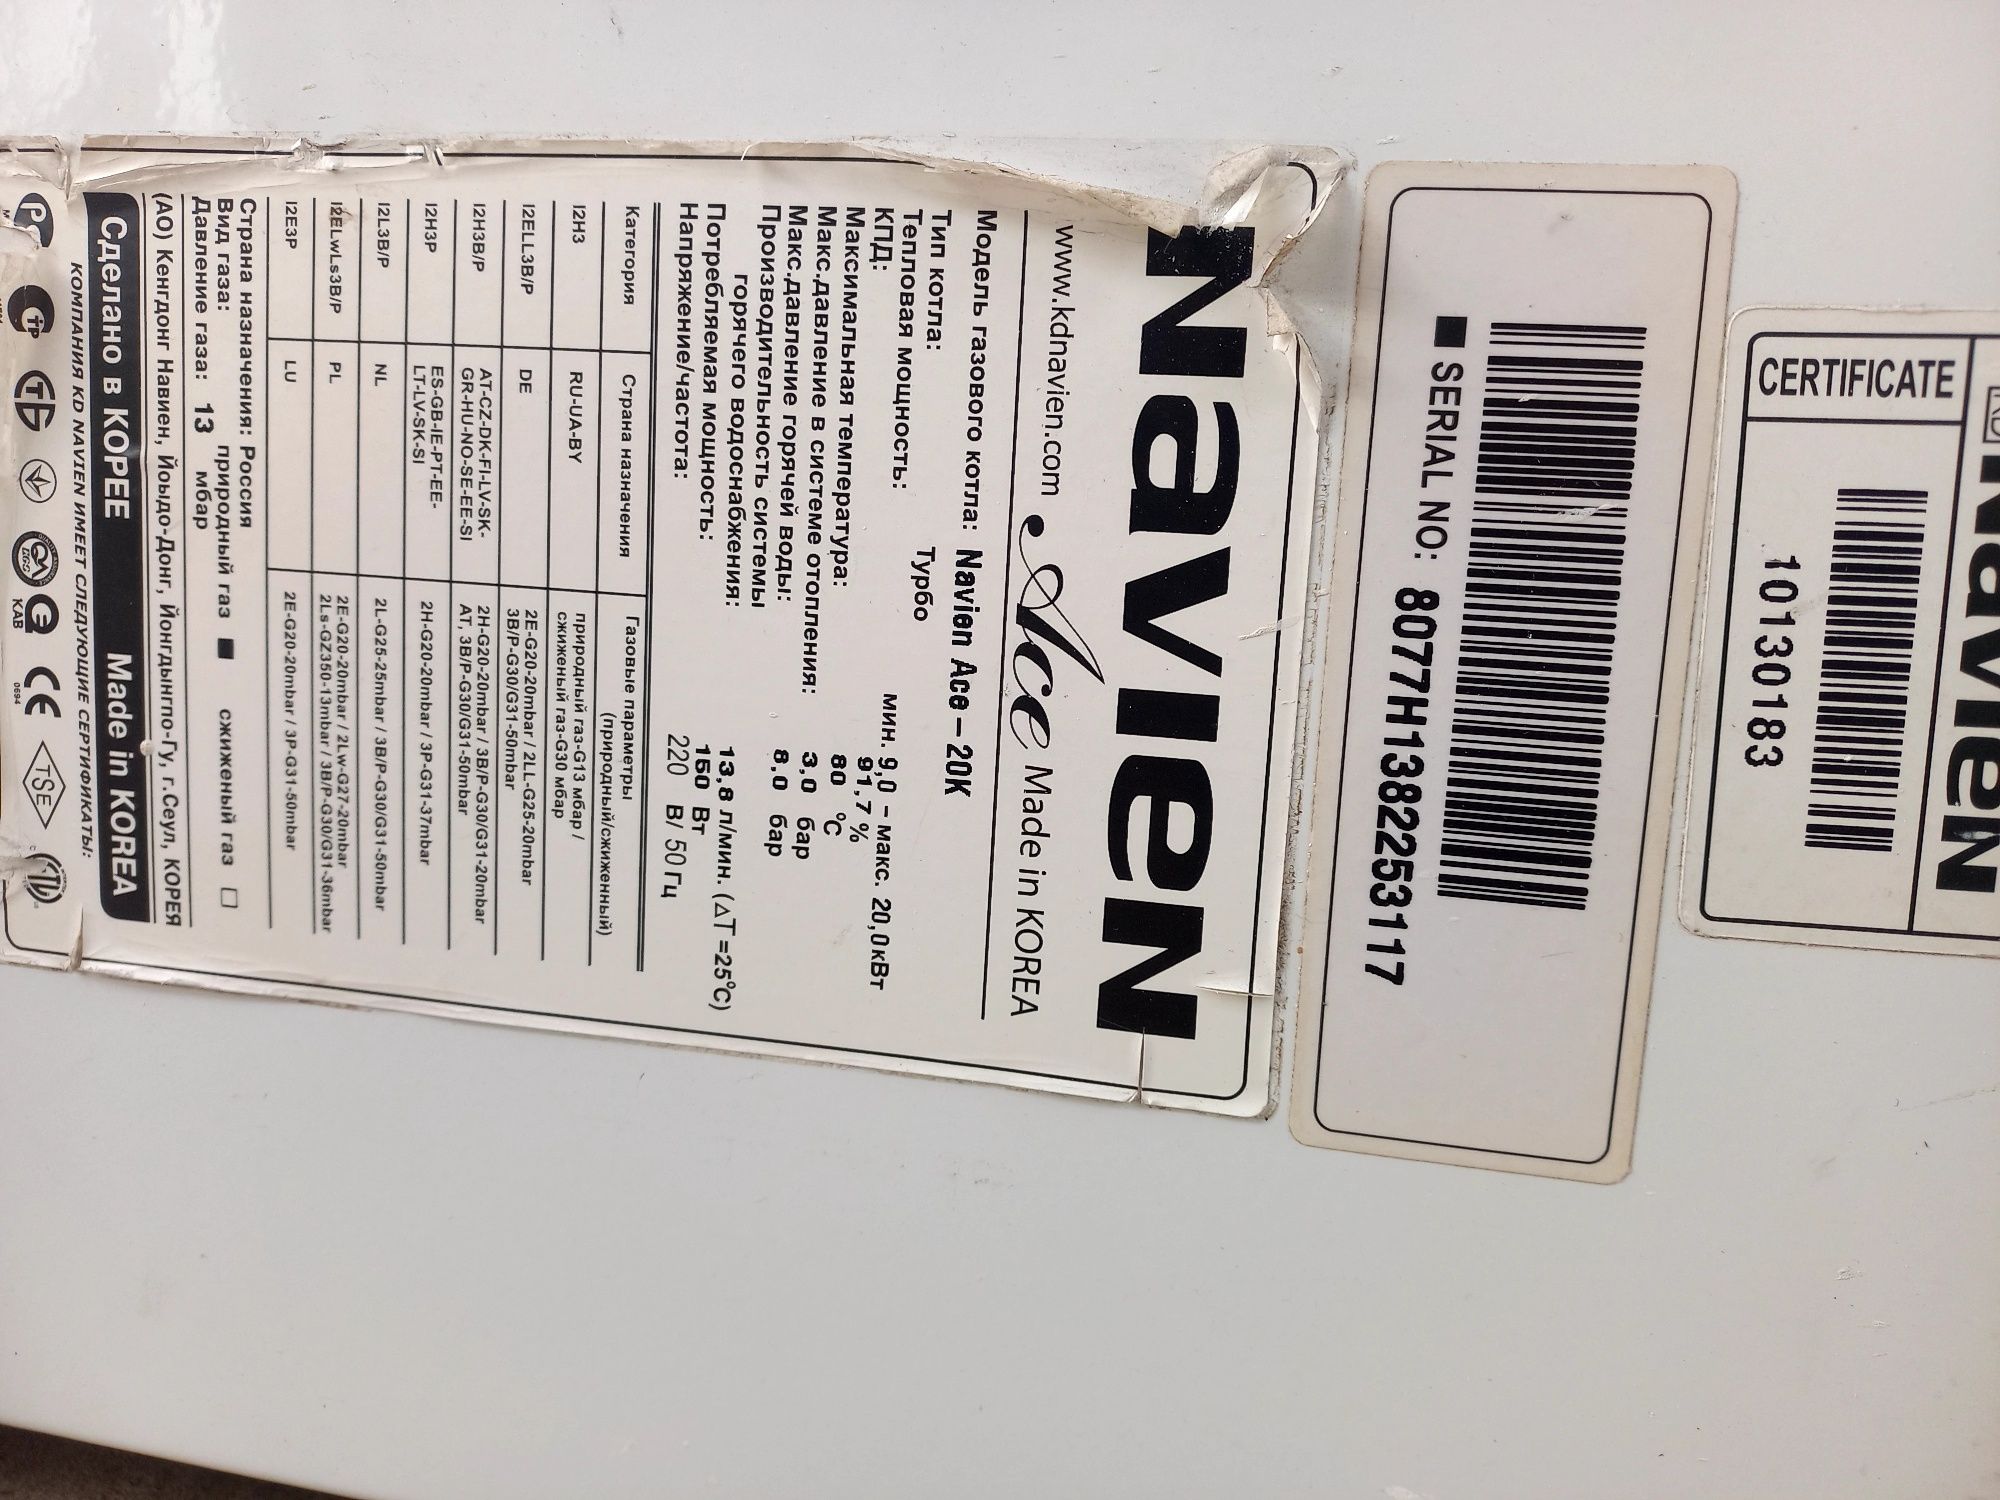 Navien
CERTIFICATE
10130183
SERIAL NO: 8077H1382253117
Navien
www.kdnavien.com Ace Made in KOREA
Модель газового котла: Navien Ace – 20K
Тип котла: Турбо
Тепловая мощность: мин. 9,0 – макс. 20,0кВт
КПД: 91,7 %
Максимальная температура: 80 °C
Макс.давление в системе отопления: 3,0 бар
Макс.давление горячей воды: 8,0 бар
Производительность системы
горячего водоснабжения: 13,8 л/мин. (△T =25°C)
Потребляемая мощность: 150 Вт
Напряжение/частота: 220 В/ 50 Гц
Категория Страна назначения Газовые параметры
(природный/сжиженный)
I2H3 RU-UA-BY природный газ-G13 мбар /
сжиженый газ-G30 мбар
I2ELL3B/P DE 2E-G20-20mbar / 2LL-G25-20mbar
3B/P-G30/G31-50mbar
I2H3B/P AT-CZ-DK-FI-LV-SK- 2H-G20-20mbar / 3B/P-G30/G31-20mbar
GR-HU-NO-SE-EE-SI AT, 3B/P-G30/G31-50mbar
I2H3P ES-GB-IE-PT-EE- 2H-G20-20mbar / 3P-G31-37mbar
LT-LV-SK-SI
I2L3B/P NL 2L-G25-25mbar / 3B/P-G30/G31-50mbar
I2ELwLs3B/P PL 2E-G20-20mbar / 2Lw-G27-20mbar
2Ls-GZ350-13mbar / 3B/P-G30/G31-36mbar
I2E3P LU 2E-G20-20mbar / 3P-G31-50mbar
Страна назначения: Россия
Вид газа: природный газ ■ сжиженый газ □
Давление газа: 13 мбар
(АО) Кенгдонг Навиен, Йоыдо-Донг, Йонгдынгпо-Гу, г.Сеул, КОРЕЯ
Сделано в КОРЕЕ Made in KOREA
КОМПАНИЯ KD NAVIEN ИМЕЕТ СЛЕДУЮЩИЕ СЕРТИФИКАТЫ:
KAB CE 0694 TSE